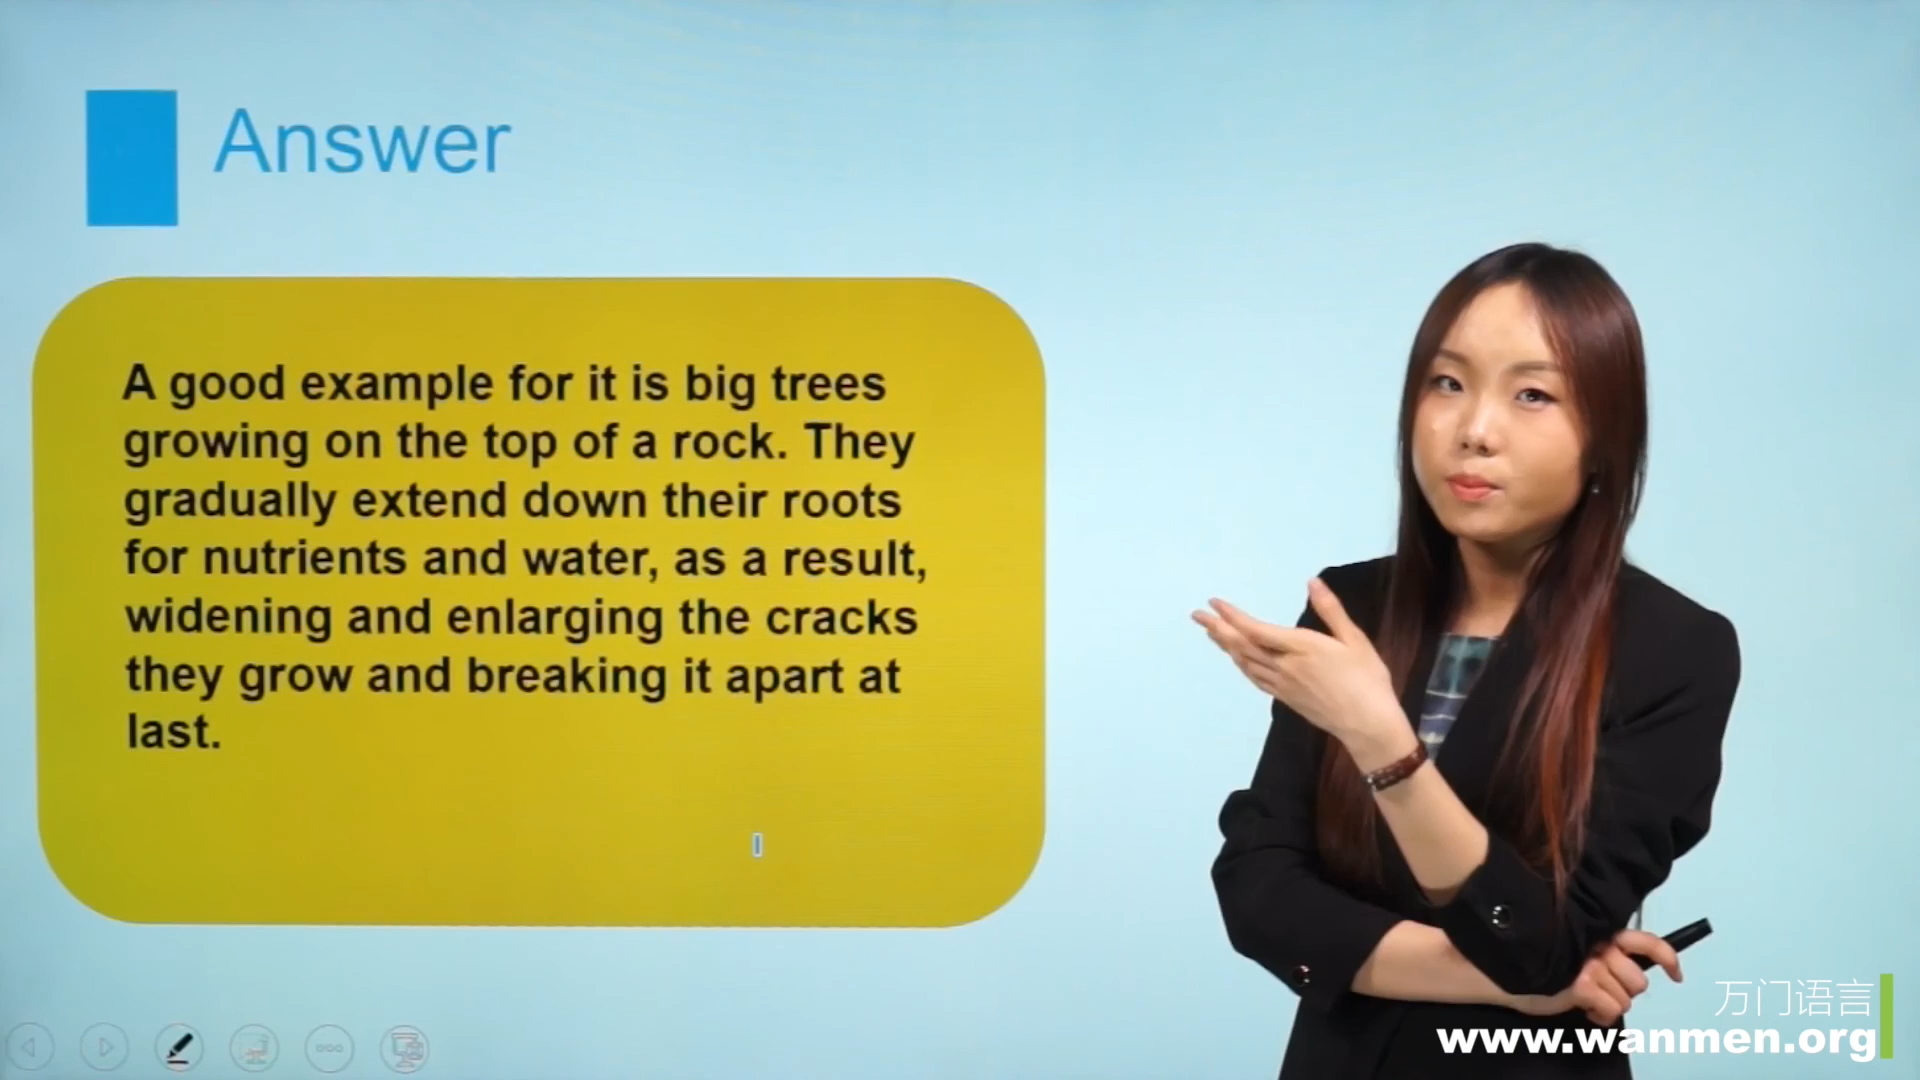 Answer
A good example for it is big trees
growing on the top of a rock. They
gradually extend down their roots
for nutrients and water, as a result,
widening and enlarging the cracks
they grow and breaking it apart at
last.
万门语言
www.wanmen.org